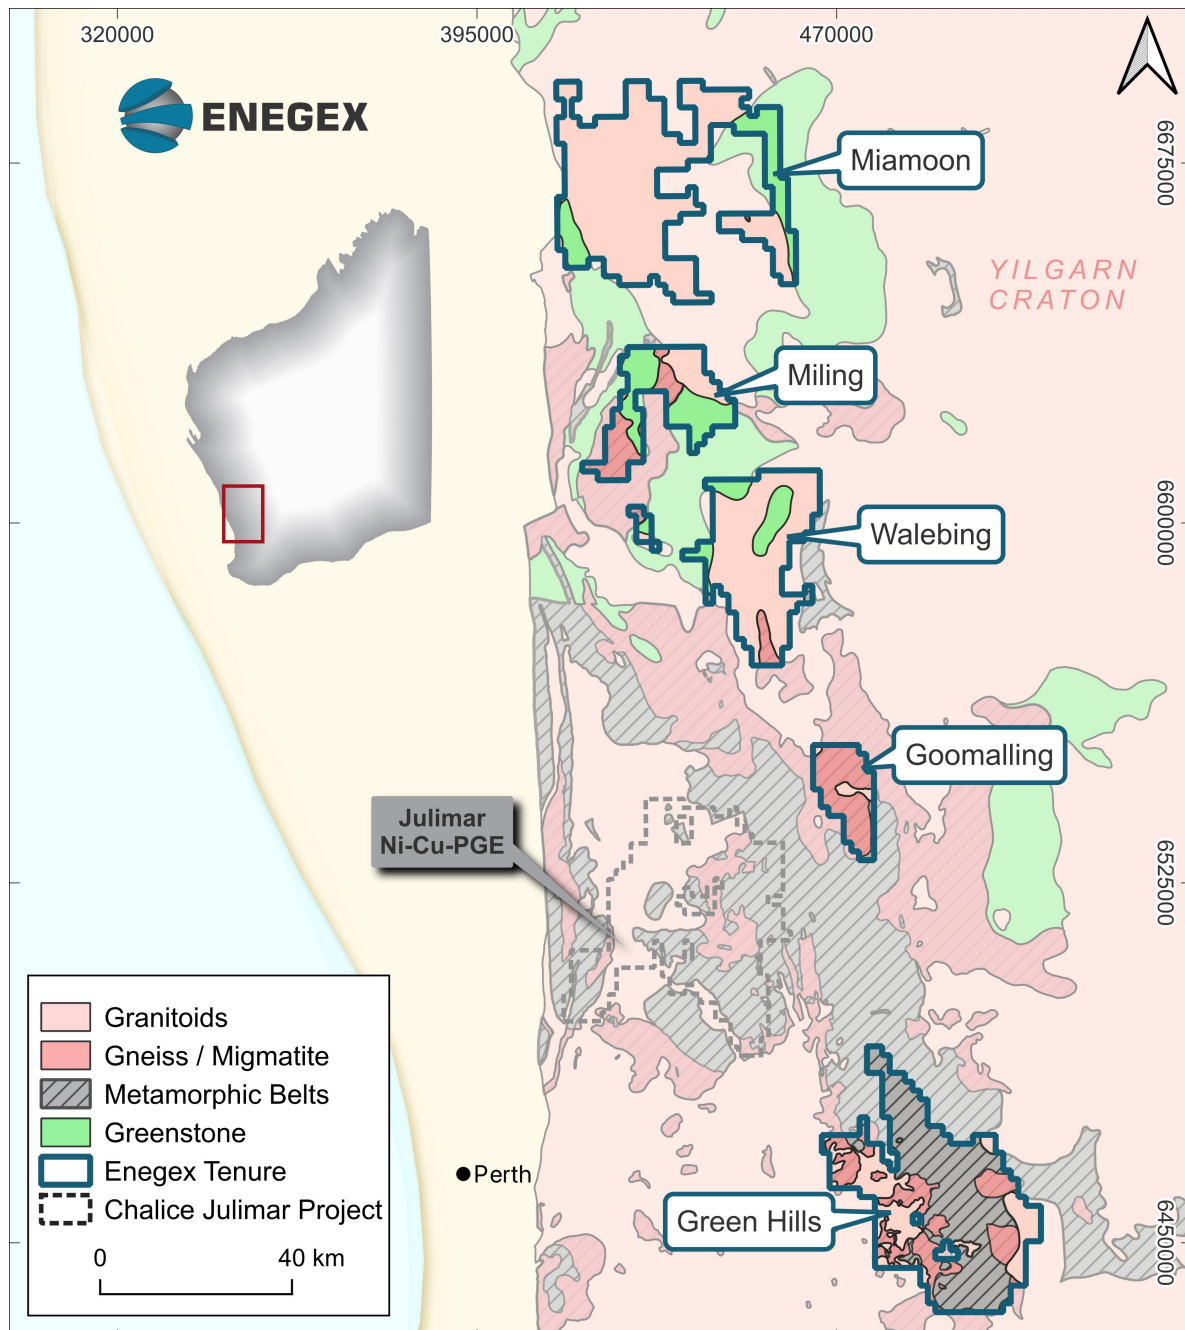 320000
395000
470000
ENEGEX
6675000
Miamoon
YILGARN
CRATON
Miling
6600000
Walebing
Goomalling
Julimar
Ni-Cu-PGE
6525000
Granitoids
Gneiss / Migmatite
Metamorphic Belts
Greenstone
Enegex Tenure
Chalice Julimar Project
0
40 km
Perth
Green Hills
6450000